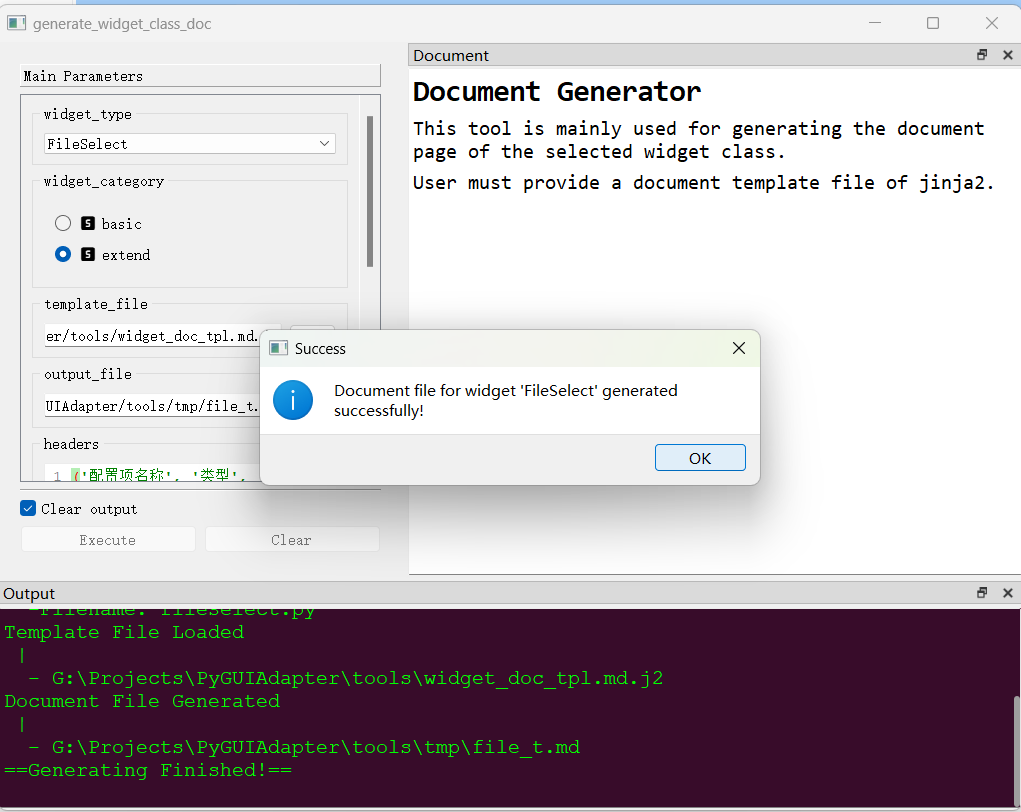 generate_widget_class_doc
Main Parameters
widget_type
FileSelect
widget_category
S basic
S extend
template_file
er/tools/widget_doc_tpl.md.
output_file
UIAdapter/tools/tmp/file_t.
headers
1 ('配置项名称', '类型',
Clear output
Execute Clear
Document
Document Generator
This tool is mainly used for generating the document
page of the selected widget class.
User must provide a document template file of jinja2.
Success
Document file for widget 'FileSelect' generated
successfully!
OK
Output
-Filename: fileselect.py
Template File Loaded
|
- G:\Projects\PyGUIAdapter\tools\widget_doc_tpl.md.j2
Document File Generated
|
- G:\Projects\PyGUIAdapter\tools\tmp\file_t.md
==Generating Finished!==